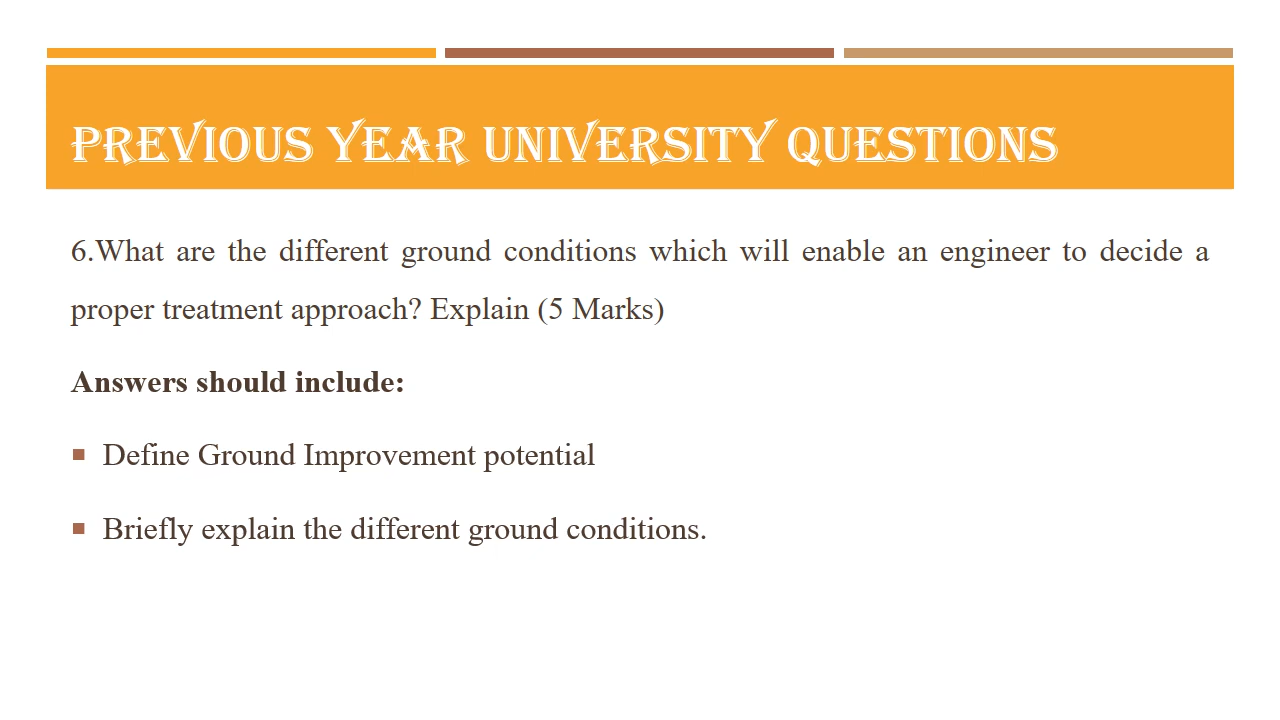 PREVIOUS YEAR UNIVERSITY QUESTIONS
6.What are the different ground conditions which will enable an engineer to decide a
proper treatment approach? Explain (5 Marks)
Answers should include:
▪ Define Ground Improvement potential
▪ Briefly explain the different ground conditions.